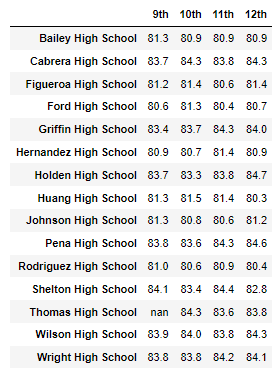 9th 10th 11th 12th
Bailey High School 81.3 80.9 80.9 80.9
Cabrera High School 83.7 84.3 83.8 84.3
Figueroa High School 81.2 81.4 80.6 81.4
Ford High School 80.6 81.3 80.4 80.7
Griffin High School 83.4 83.7 84.3 84.0
Hernandez High School 80.9 80.7 81.4 80.9
Holden High School 83.7 83.3 83.8 84.7
Huang High School 81.3 81.5 81.4 80.3
Johnson High School 81.3 80.8 80.6 81.2
Pena High School 83.8 83.6 84.3 84.6
Rodriguez High School 81.0 80.6 80.9 80.4
Shelton High School 84.1 83.4 84.4 82.8
Thomas High School nan 84.3 83.6 83.8
Wilson High School 83.9 84.0 83.8 84.3
Wright High School 83.8 83.8 84.2 84.1